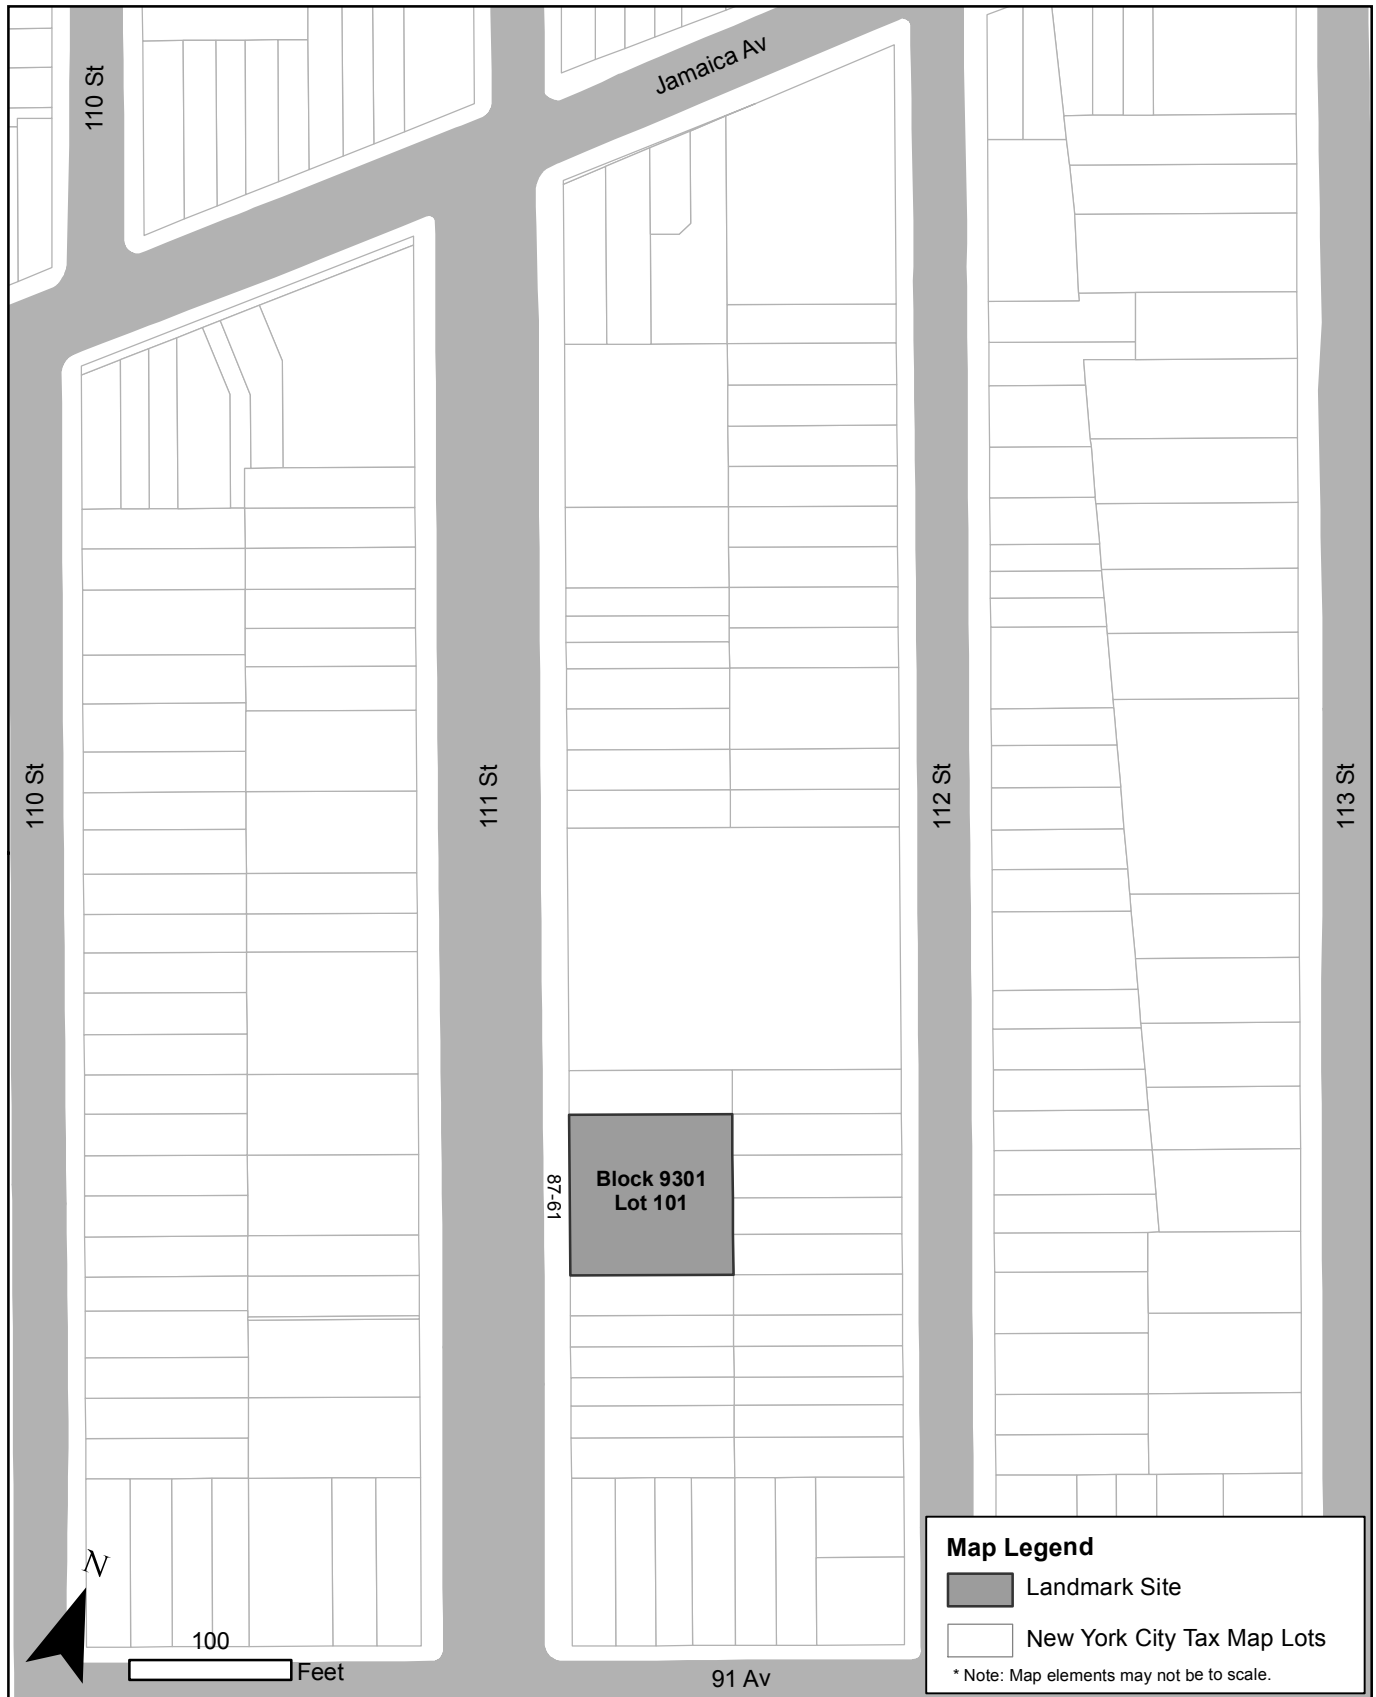 Jamaica Av
110 St
110 St
111 St
112 St
113 St
87-61
Block 9301
Lot 101
N
100
Feet
91 Av
Map Legend
Landmark Site
New York City Tax Map Lots
* Note: Map elements may not be to scale.